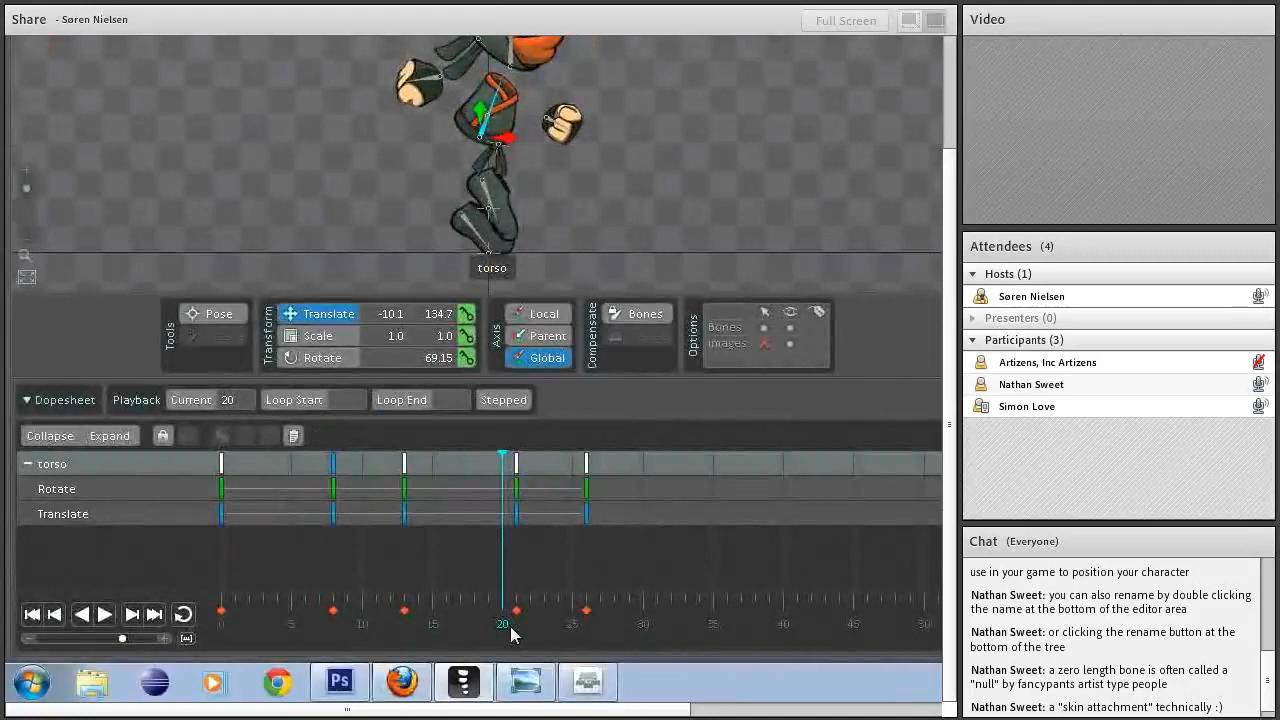 Share - Søren Nielsen
Full Screen
torso
Tools
Pose
Transform
Translate -10.1 134.7
Scale 1.0 1.0
Rotate 69.15
Axis
Local
Parent
Global
Compensate
Bones
Options
Bones
Images
Dopesheet Playback Current 20 Loop Start Loop End Stepped
Collapse Expand
torso
Rotate
Translate
0 5 10 15 20 25 30 35 40 45 50
Ps
Video
Attendees (4)
Hosts (1)
Søren Nielsen
Presenters (0)
Participants (3)
Artizens, Inc Artizens
Nathan Sweet
Simon Love
Chat (Everyone)
use in your game to position your character
Nathan Sweet: you can also rename by double clicking
the name at the bottom of the editor area
Nathan Sweet: or clicking the rename button at the
bottom of the tree
Nathan Sweet: a zero length bone is often called
"null" by fancypants artist type people
Nathan Sweet: a "skin attachment" technically :)